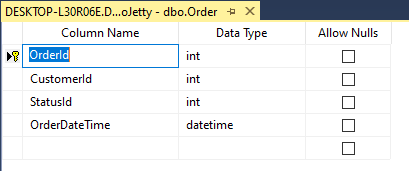 DESKTOP-L30R06E.D...oJetty - dbo.Order
Column Name Data Type Allow Nulls
OrderId int
CustomerId int
StatusId int
OrderDateTime datetime